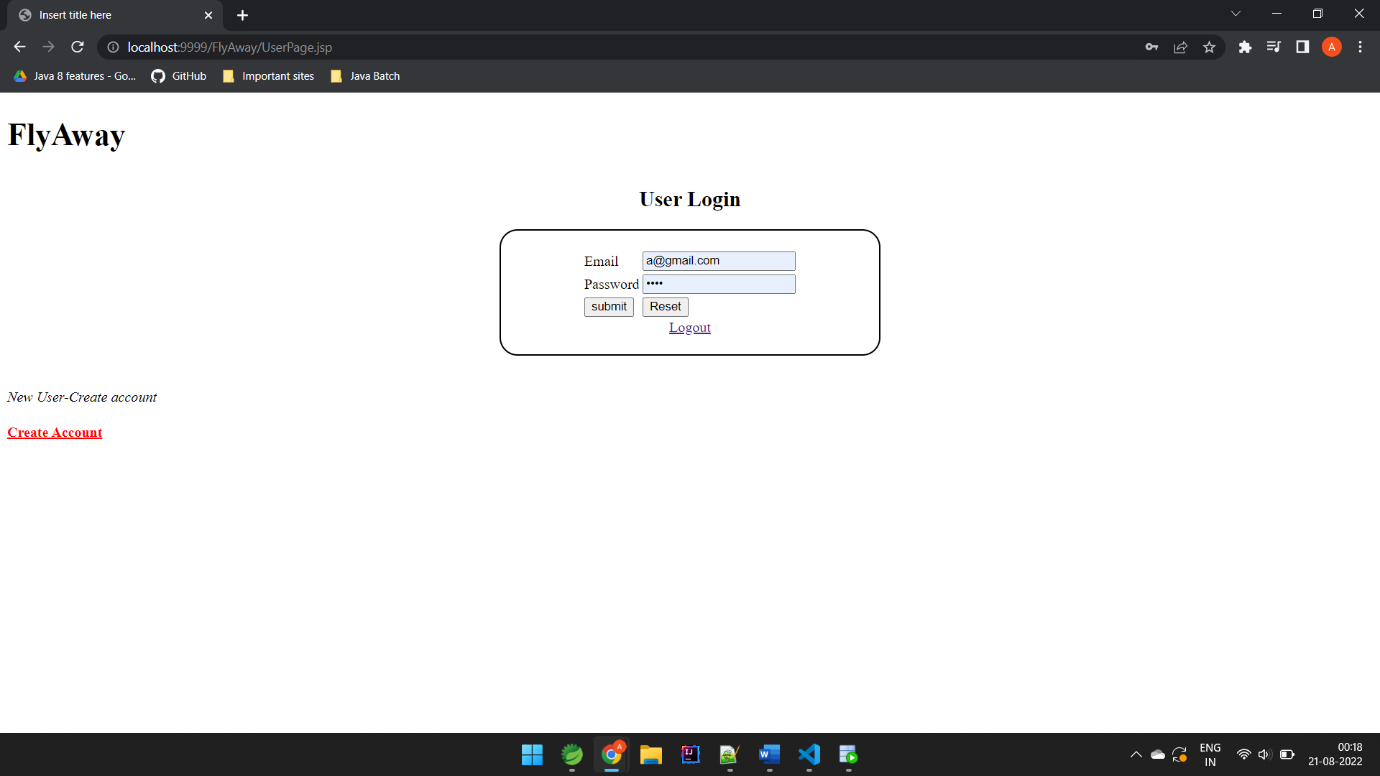 Insert title here
localhost:9999/FlyAway/UserPage.jsp
A
Java 8 features - Go... GitHub Important sites Java Batch
FlyAway
User Login
Email a@gmail.com
Password ••••
submit Reset
Logout
New User-Create account
Create Account
A
ENG 00:18
IN 21-08-2022